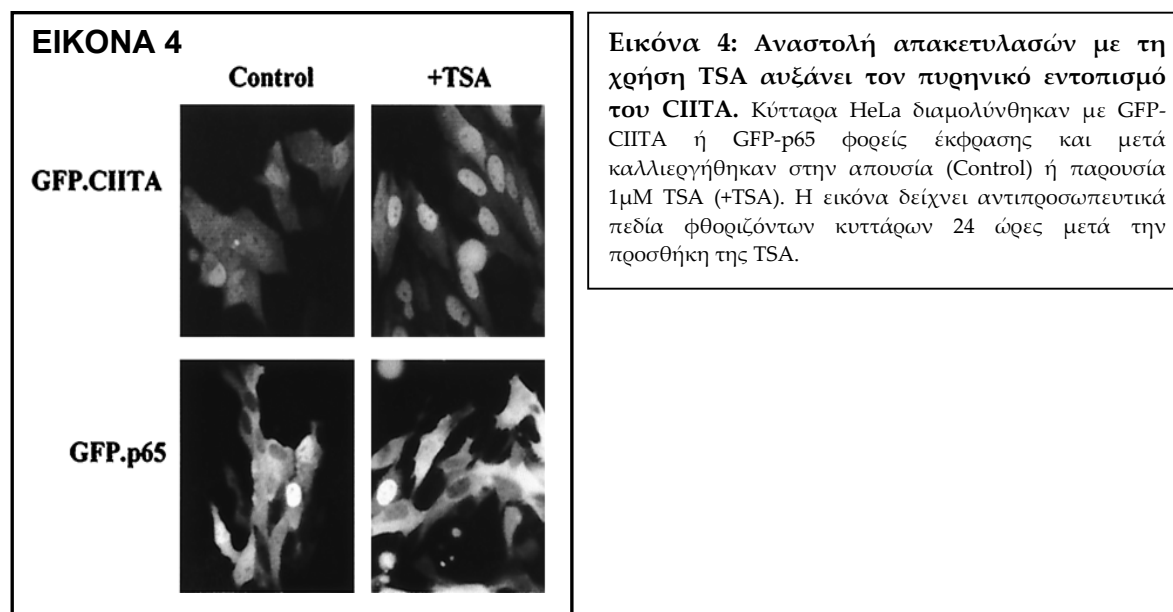 ΕΙΚΟΝΑ 4
Control +TSA
GFP.CIITA
GFP.p65
Εικόνα 4: Αναστολή απακετυλασών με τη
χρήση TSA αυξάνει τον πυρηνικό εντοπισμό
του CIITA. Κύτταρα HeLa διαμολύνθηκαν με GFP-
CIITA ή GFP-p65 φορείς έκφρασης και μετά
καλλιεργήθηκαν στην απουσία (Control) ή παρουσία
1μM TSA (+TSA). Η εικόνα δείχνει αντιπροσωπευτικά
πεδία φθοριζόντων κυττάρων 24 ώρες μετά την
προσθήκη της TSA.